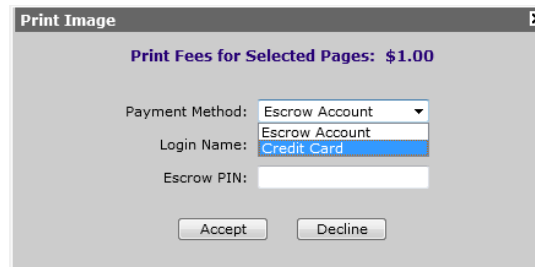 Print Image
Print Fees for Selected Pages: $1.00
Payment Method: Escrow Account
Escrow Account
Login Name: Credit Card
Escrow PIN:
Accept Decline